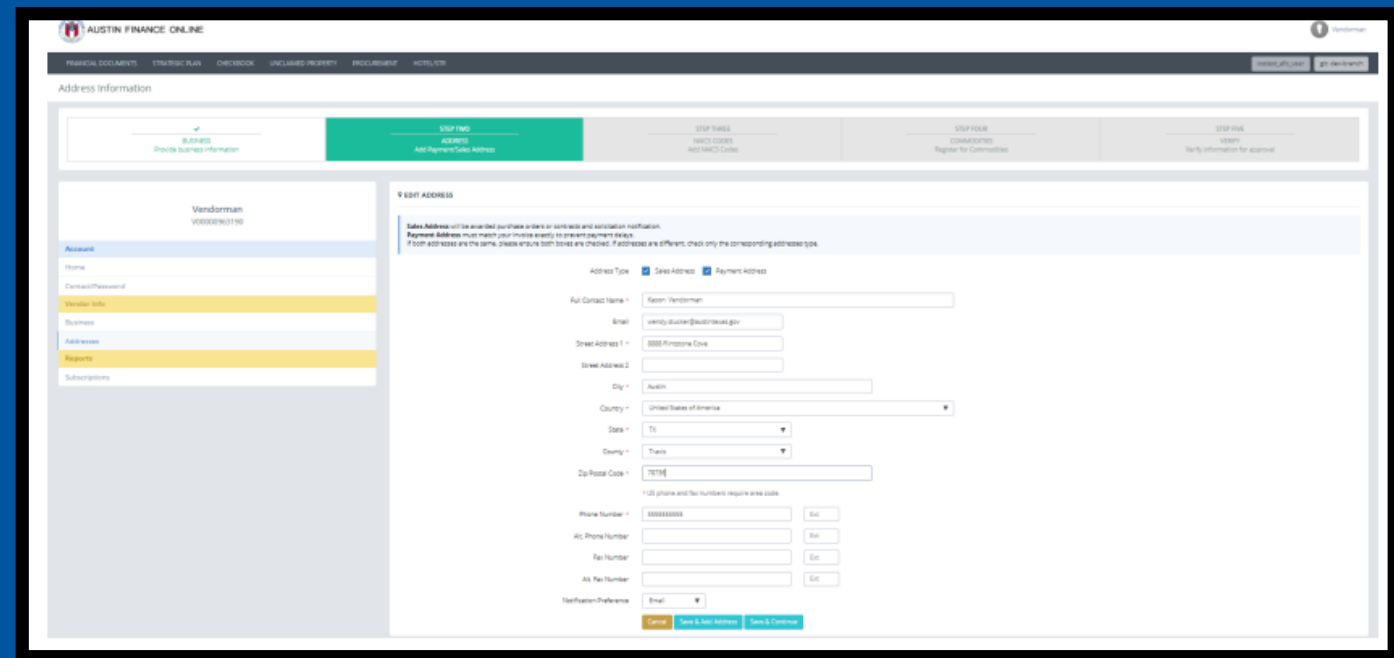 AUSTIN FINANCE ONLINE
Vendorman
FINANCIAL DOCUMENTS STRATEGIC PLAN CHECKBOOK UNCLAIMED PROPERTY PROCUREMENT HOTEL/STR
Address Information
BUSINESS
Provide business information
STEP TWO
ADDRESS
Add Payment/Sales Address
STEP THREE
NIACS CODES
Add NIACS Codes
STEP FOUR
COMMODITIES
Register for Commodities
STEP FIVE
VERIFY
Verify information for approval
Vendorman
Account
Home
Contact/Password
Vendor Info
Business
Addresses
Reports
Subscriptions
EDIT ADDRESS
Sales Address will be awarded purchase orders or contracts and solicitation notification.
Payment Address must match your invoice exactly to prevent payment delays.
If both addresses are the same, please ensure both boxes are checked. If addresses are different, check only the corresponding addresses type.
Address Type Sales Address Payment Address
Full Contact Name * Vendorman
Email
Street Address 1 * Cove
Street Address 2
City * Austin
Country * United States of America
State * TX
County * Travis
Zip/Postal Code *
* US phone and fax numbers require area code.
Phone Number * Ext
Alt. Phone Number Ext
Fax Number Ext
Alt. Fax Number Ext
Notification Preference Email
Cancel Save & Add Address Save & Continue